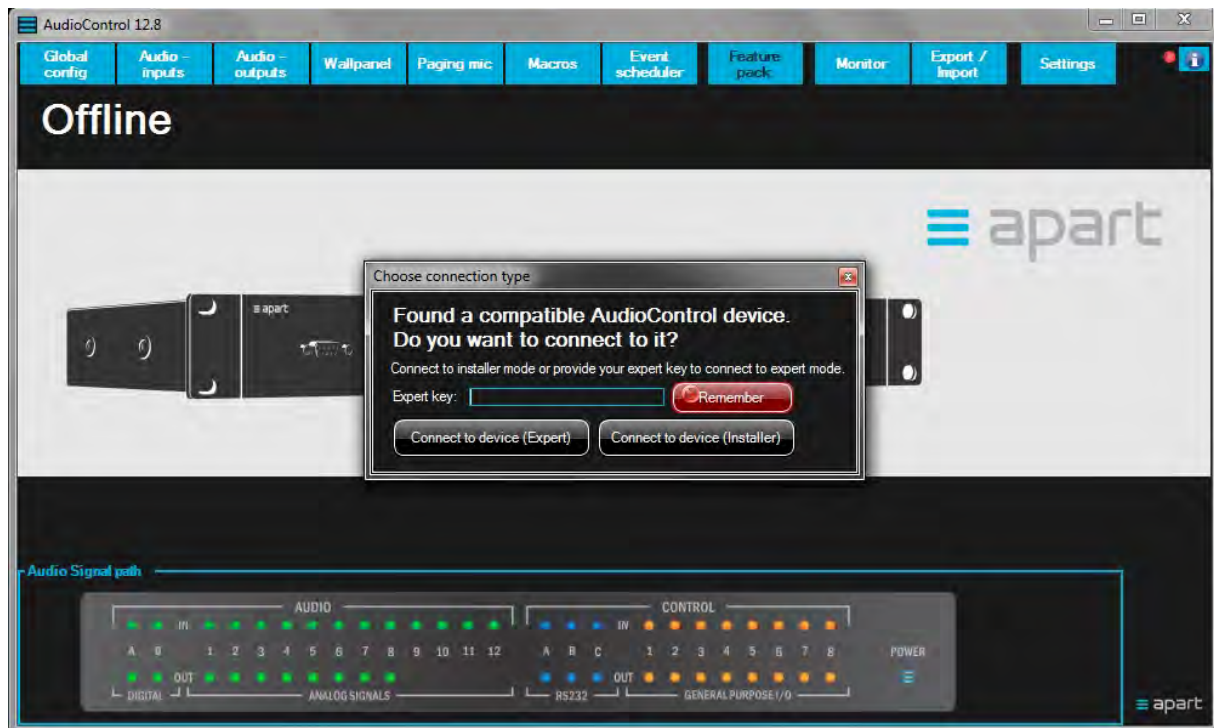 AudioControl 12.8
Global config
Audio - inputs
Audio - outputs
Wallpanel
Paging mic
Macros
Event scheduler
Feature pack
Monitor
Export / Import
Settings
Offline
apart
apart
Choose connection type
Found a compatible AudioControl device.
Do you want to connect to it?
Connect to installer mode or provide your expert key to connect to expert mode.
Expert key:
Remember
Connect to device (Expert)
Connect to device (Installer)
Audio Signal path
AUDIO
CONTROL
IN
IN
A B 1 2 3 4 5 6 7 8 9 10 11 12 A B C 1 2 3 4 5 6 7 8 POWER
OUT
OUT
DIGITAL ANALOG SIGNALS RS232 GENERAL PURPOSE I/O
apart